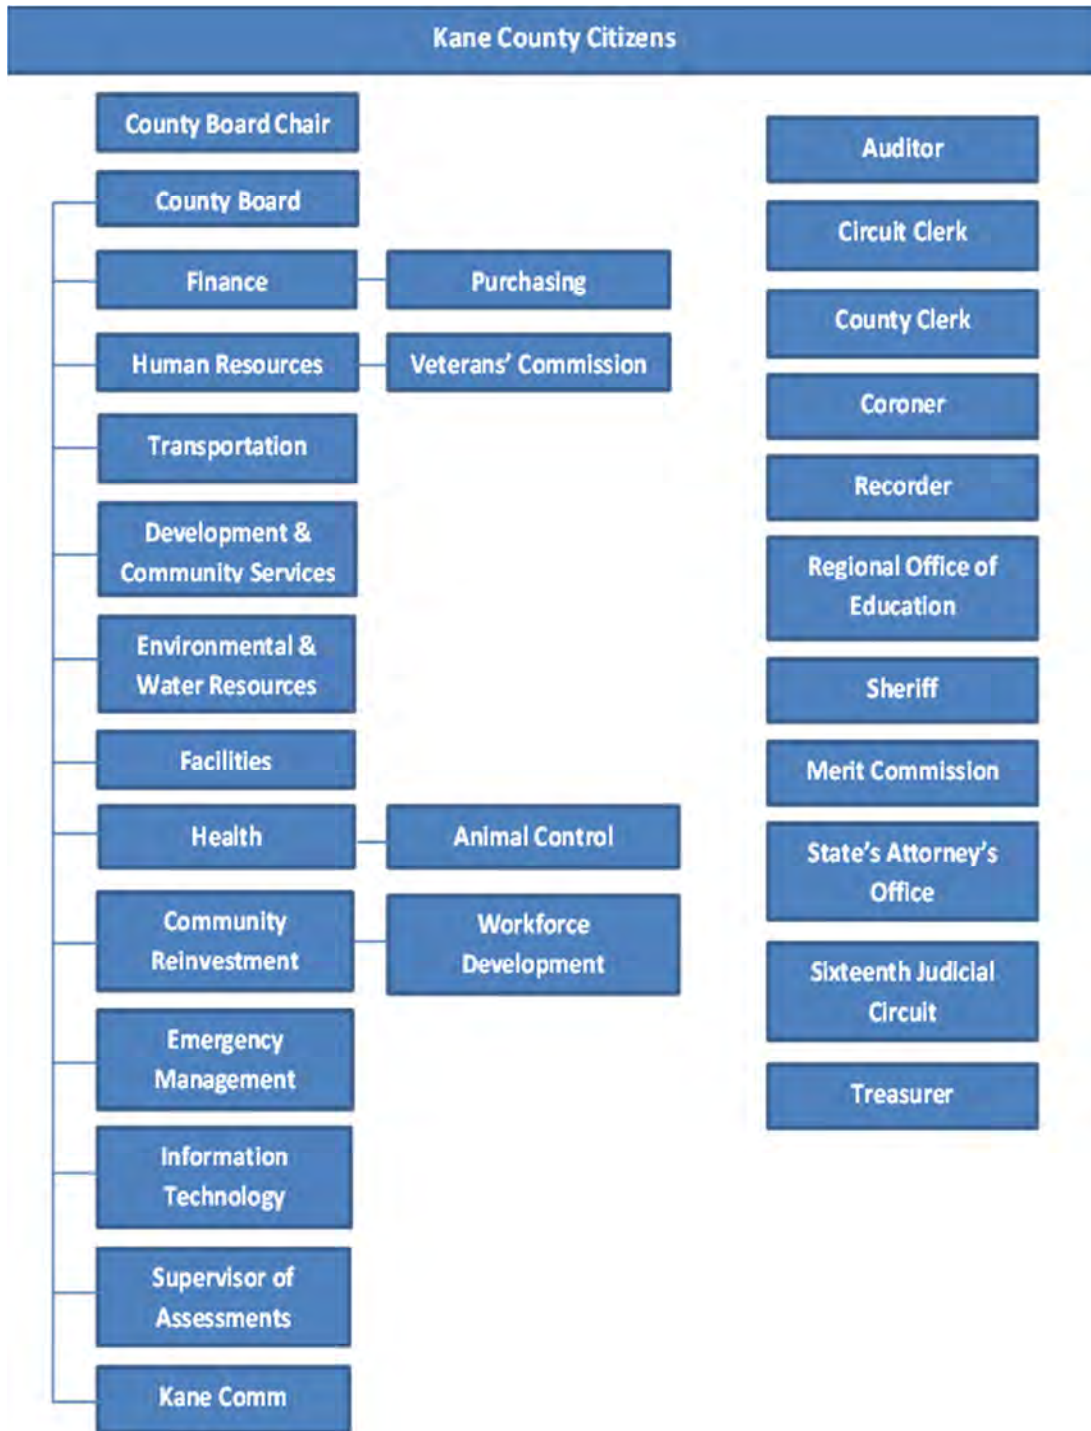 Kane County Citizens
County Board Chair
County Board
Finance
Purchasing
Human Resources
Veterans’ Commission
Transportation
Development &
Community Services
Environmental &
Water Resources
Facilities
Health
Animal Control
Community
Reinvestment
Workforce
Development
Emergency
Management
Information
Technology
Supervisor of
Assessments
Kane Comm
Auditor
Circuit Clerk
County Clerk
Coroner
Recorder
Regional Office of
Education
Sheriff
Merit Commission
State’s Attorney’s
Office
Sixteenth Judicial
Circuit
Treasurer